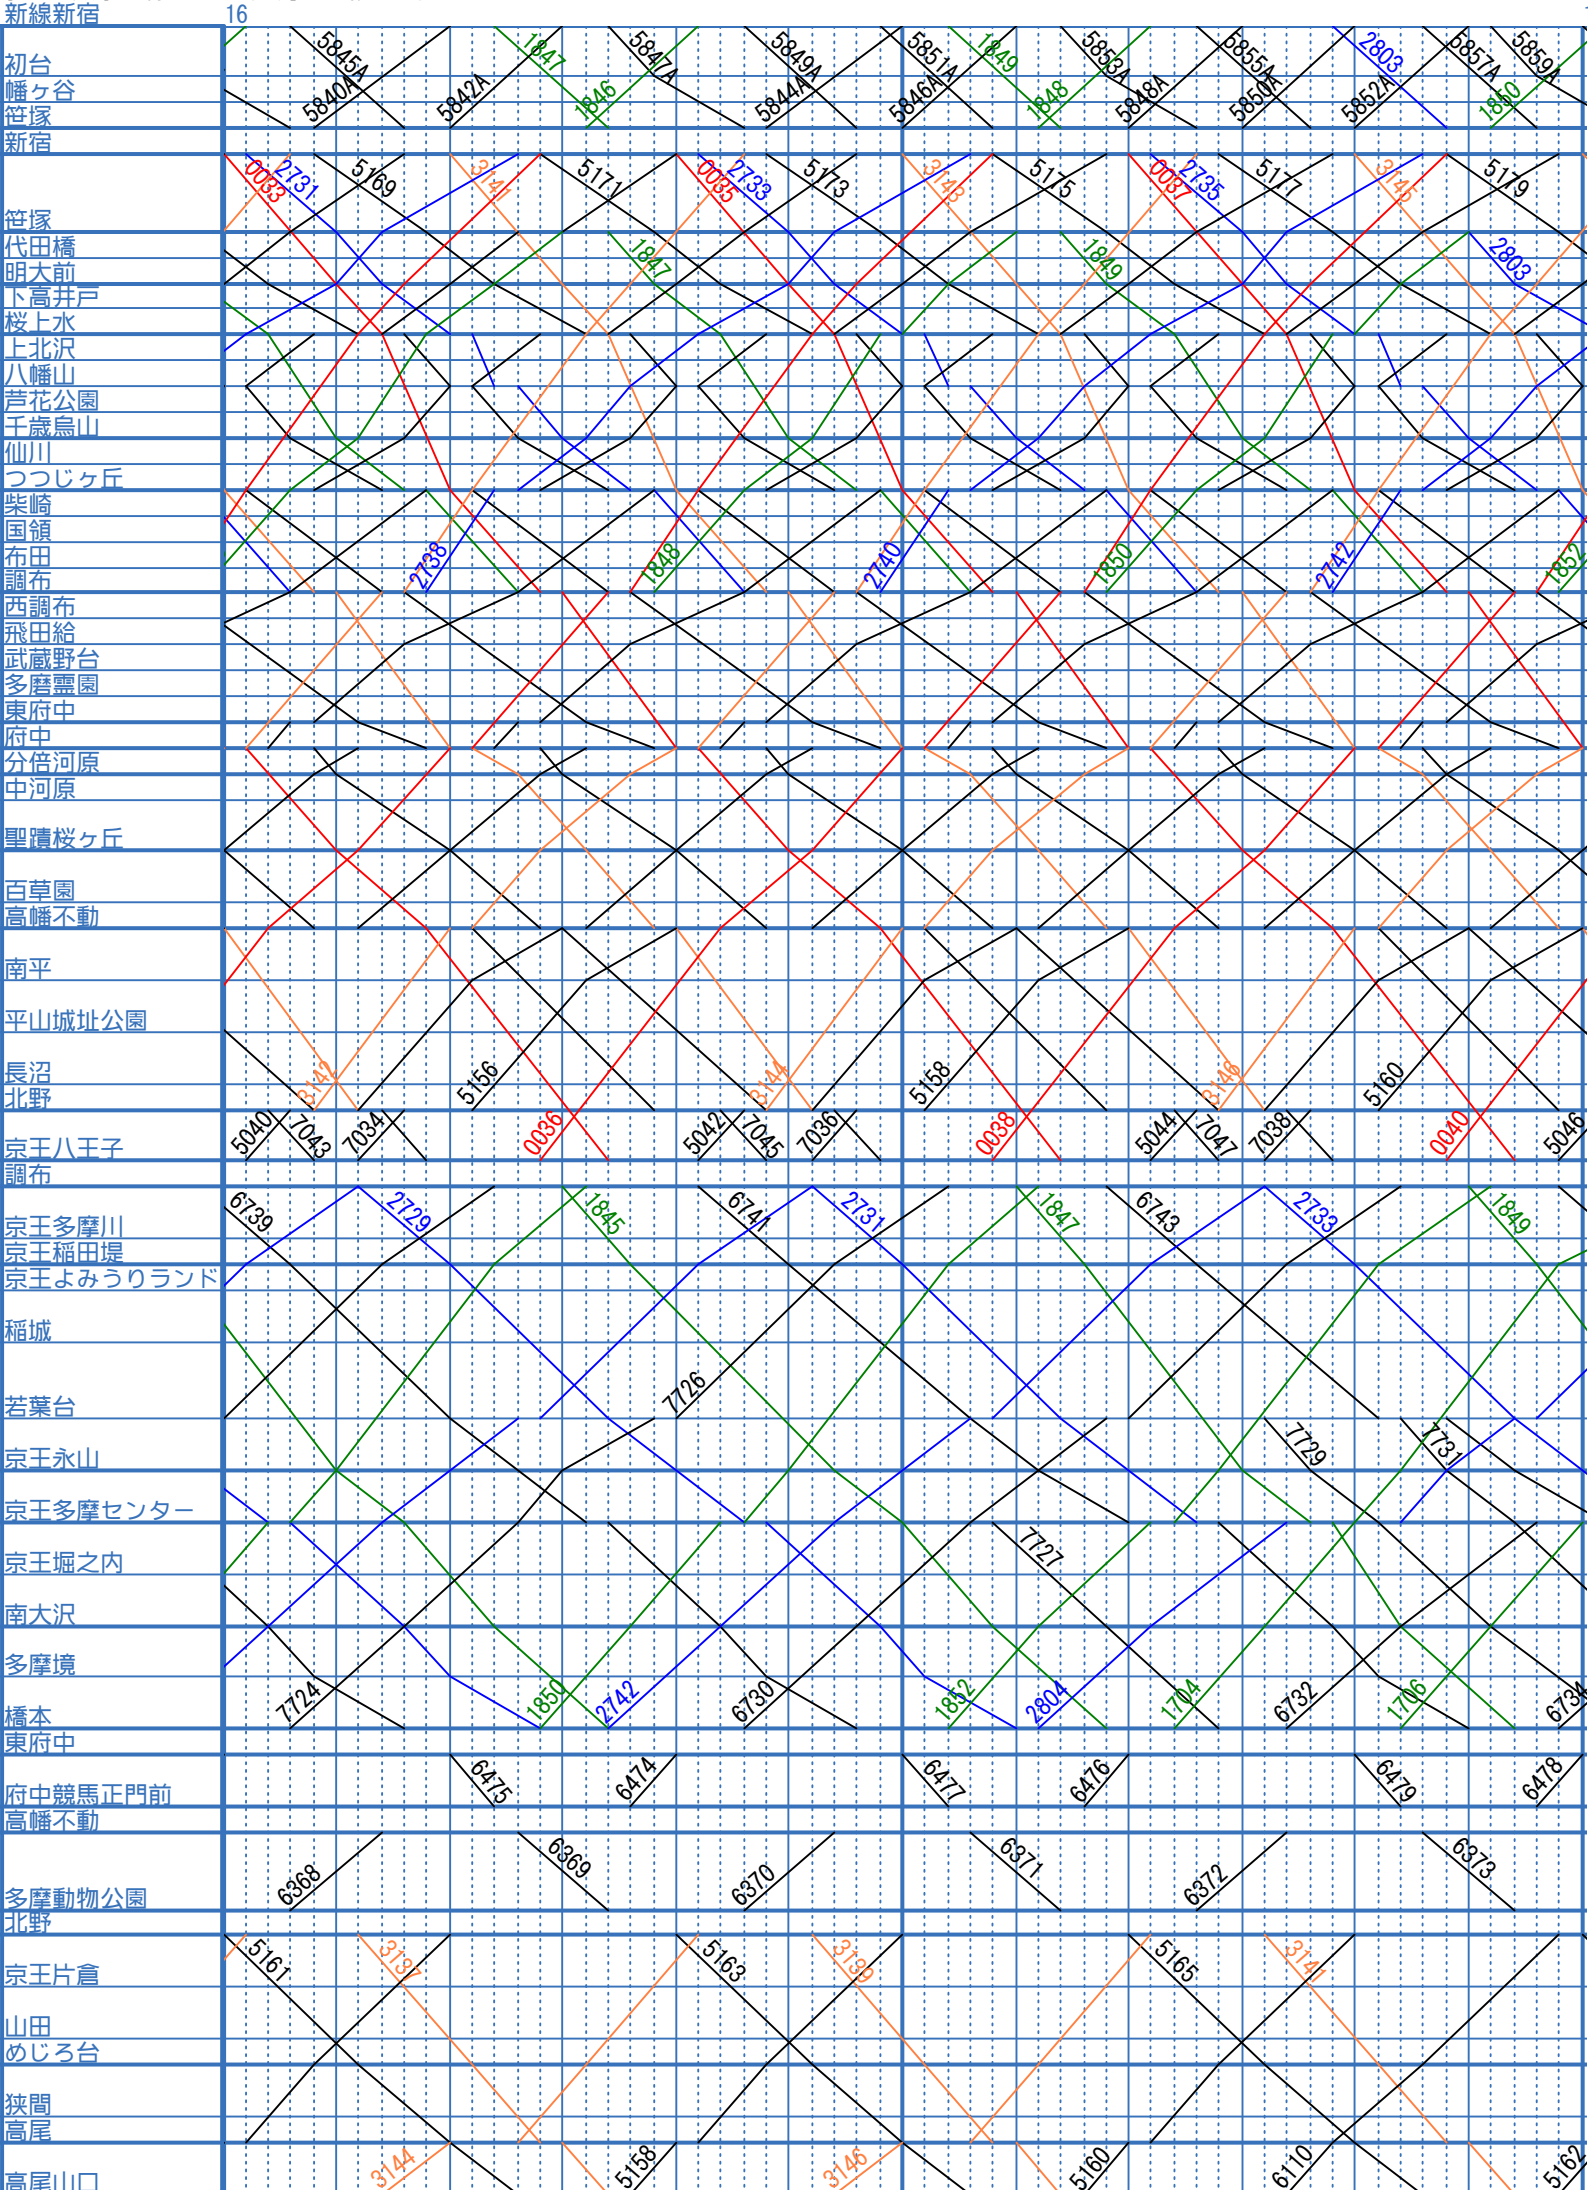 新線新宿 16
初台 5845A 1847 5847A 5849A 5851A 1849 5853A 5855A 2803 5857A 5859A
幡ヶ谷 5840A 5842A 1846 5844A 5846A 1848 5848A 5850A 5852A 1850
笹塚
新宿
0033 2731 5169 3141 5171 0035 2733 5173 3143 5175 0037 2735 5177 3145 5179
笹塚
代田橋 1847 1849 2803
明大前
下高井戸
桜上水
上北沢
八幡山
芦花公園
千歳烏山
仙川
つつじヶ丘
柴崎
国領
布田 2738 1848 2740 1850 2742 1852
調布
西調布
飛田給
武蔵野台
多磨霊園
東府中
府中
分倍河原
中河原
聖蹟桜ヶ丘
百草園
高幡不動
南平
平山城址公園
長沼 3142 5156 3144 5158 3146 5160
北野
京王八王子 5040 7043 7034 0036 5042 7045 7036 0038 5044 7047 7038 0040 5046
調布
京王多摩川 6739 2729 1845 6741 2731 1847 6743 2733 1849
京王稲田堤
京王よみうりランド
稲城
若葉台 7726
京王永山 7729 7731
京王多摩センター
京王堀之内 7727
南大沢
多摩境
橋本 7724 1850 2742 6730 1852 2804 1704 6732 1706 6734
東府中
府中競馬正門前 6475 6474 6477 6476 6479 6478
高幡不動
多摩動物公園 6368 6369 6370 6371 6372 6373
北野
京王片倉 5161 3137 5163 3139 5165 3141
山田
めじろ台
狭間
高尾
高尾山口 3144 5158 3146 5160 6110 5162